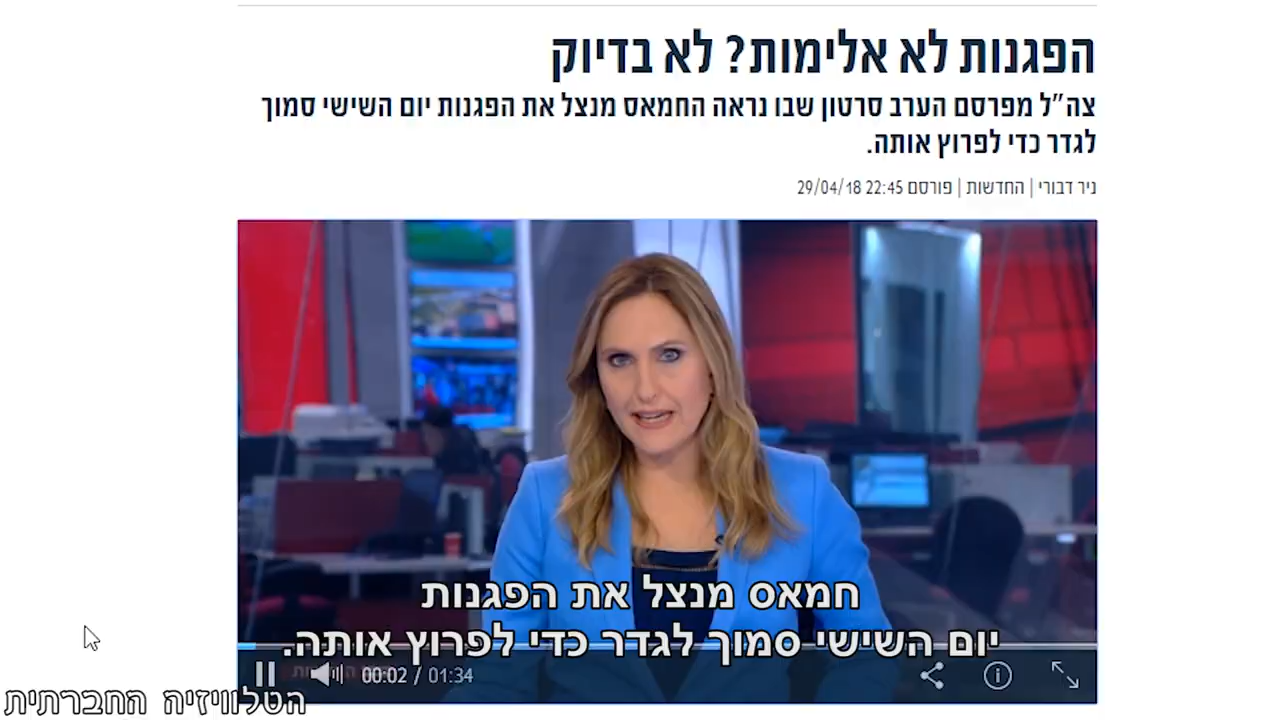 הפגנות לא אלימות? לא בדיוק
צה"ל מפרסם הערב סרטון שבו נראה החמאס מנצל את הפגנות יום השישי סמוך
לגדר כדי לפרוץ אותה.
ניר דבורי | החדשות | פורסם 22:45 29/04/18
חמאס מנצל את הפגנות
יום השישי סמוך לגדר כדי לפרוץ אותה.
00:02 / 01:34
הטלוויזיה החברתית